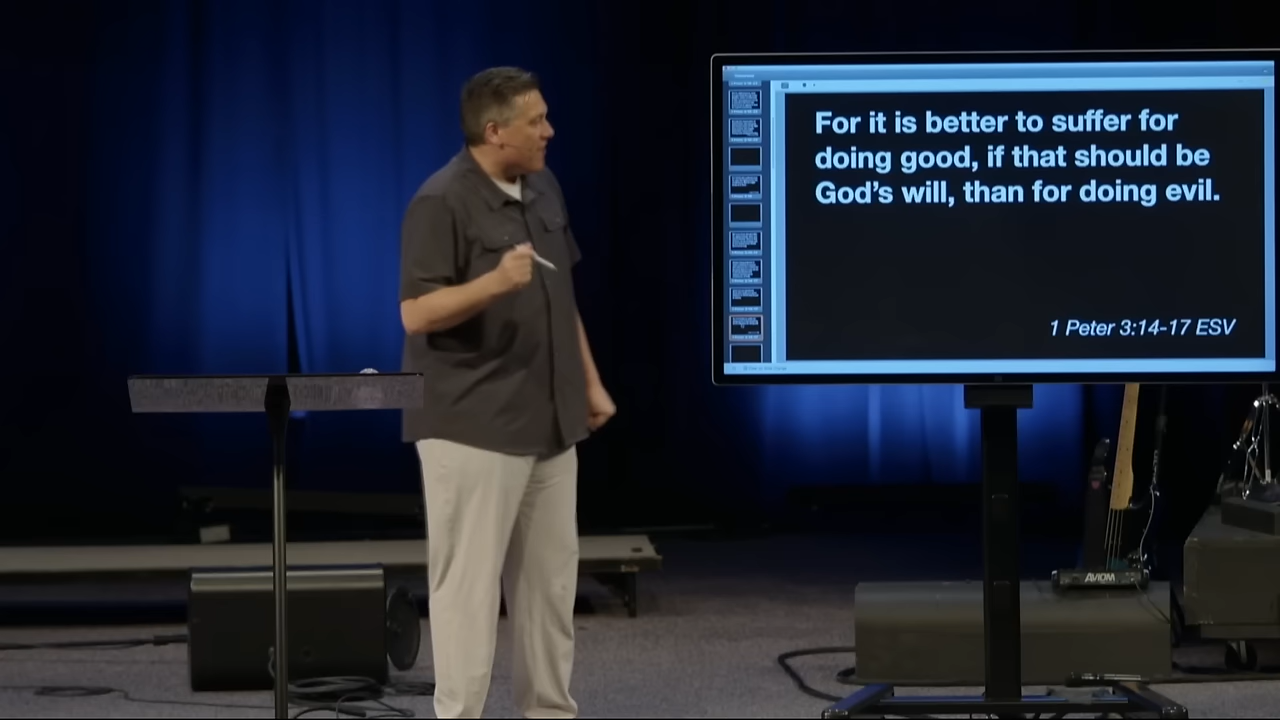 For it is better to suffer for
doing good, if that should be
God's will, than for doing evil.
1 Peter 3:14-17 ESV
AVIOM